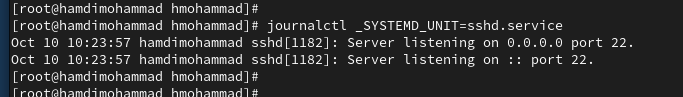 [root@hamdimohammad hmohammad]#
[root@hamdimohammad hmohammad]# journalctl _SYSTEMD_UNIT=sshd.service
Oct 10 10:23:57 hamdimohammad sshd[1182]: Server listening on 0.0.0.0 port 22.
Oct 10 10:23:57 hamdimohammad sshd[1182]: Server listening on :: port 22.
[root@hamdimohammad hmohammad]#
[root@hamdimohammad hmohammad]#